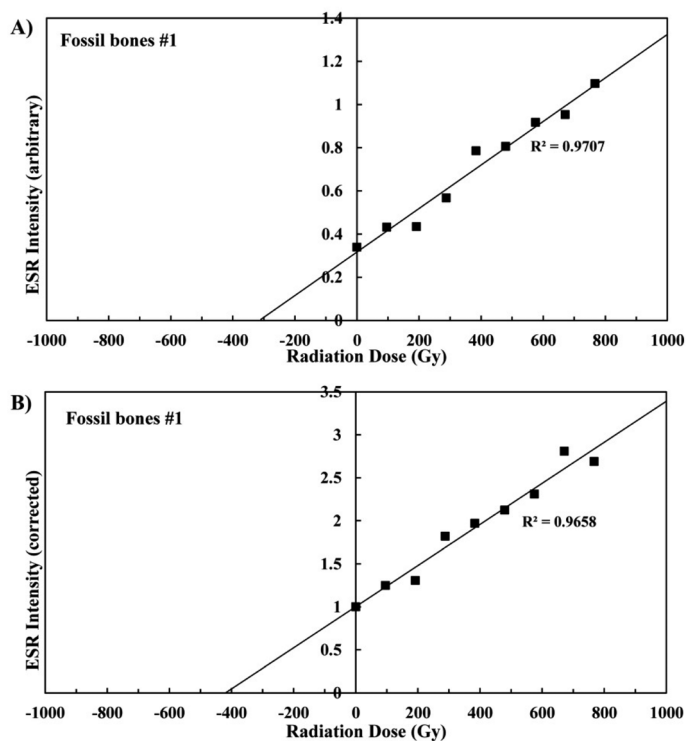 A)
Fossil bones #1
ESR Intensity (arbitrary)
1.4
1.2
1
0.8
0.6
0.4
0.2
0
R² = 0.9707
-1000 -800 -600 -400 -200 0 200 400 600 800 1000
Radiation Dose (Gy)
B)
Fossil bones #1
ESR Intensity (corrected)
3.5
3
2.5
2
1.5
1
0.5
0
R² = 0.9658
-1000 -800 -600 -400 -200 0 200 400 600 800 1000
Radiation Dose (Gy)